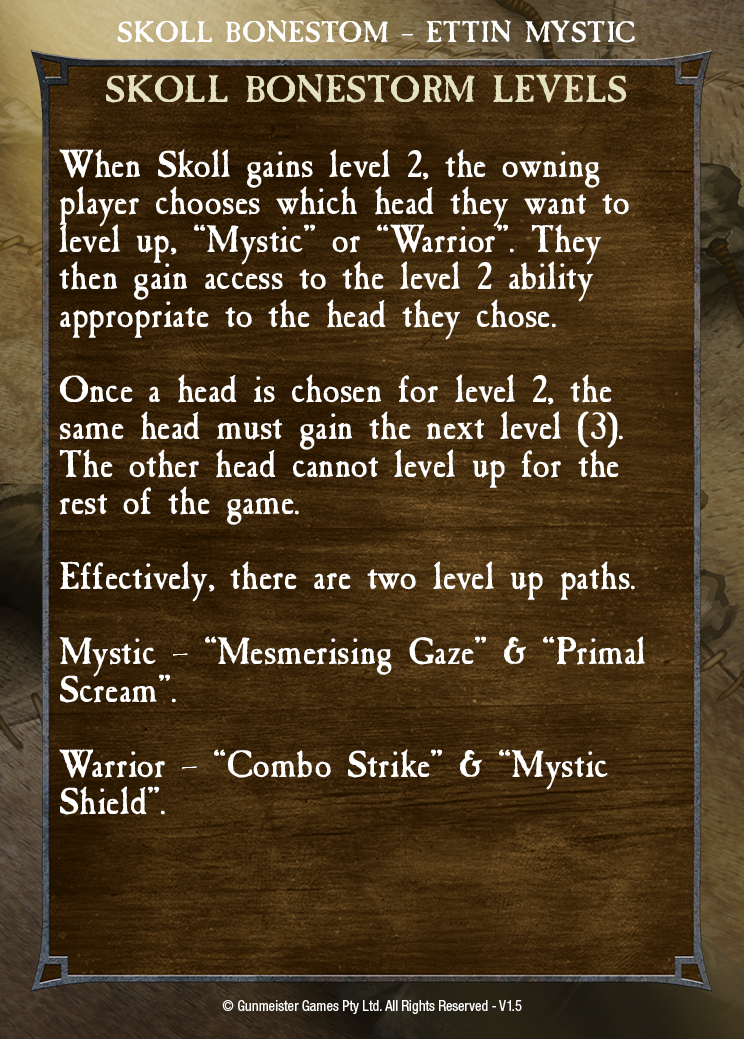 SKOLL BONESTOM – ETTIN MYSTIC
SKOLL BONESTORM LEVELS
When Skoll gains level 2, the owning
player chooses which head they want to
level up, “Mystic” or “Warrior”. They
then gain access to the level 2 ability
appropriate to the head they chose.
Once a head is chosen for level 2, the
same head must gain the next level (3).
The other head cannot level up for the
rest of the game.
Effectively, there are two level up paths.
Mystic – “Mesmerising Gaze” & “Primal
Scream”.
Warrior – “Combo Strike” & “Mystic
Shield”.
© Gunmeister Games Pty Ltd. All Rights Reserved - V1.5